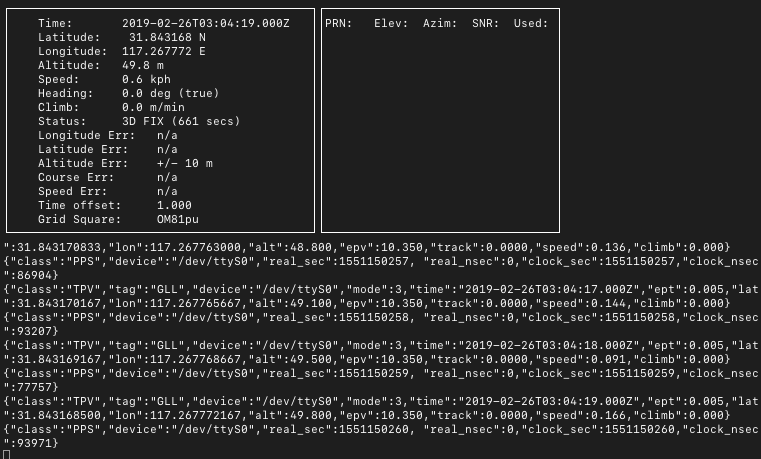 Time: 2019-02-26T03:04:19.000Z
Latitude: 31.843168 N
Longitude: 117.267772 E
Altitude: 49.8 m
Speed: 0.6 kph
Heading: 0.0 deg (true)
Climb: 0.0 m/min
Status: 3D FIX (661 secs)
Longitude Err: n/a
Latitude Err: n/a
Altitude Err: +/- 10 m
Course Err: n/a
Speed Err: n/a
Time offset: 1.000
Grid Square: OM81pu
PRN: Elev: Azim: SNR: Used:
":31.843170833,"lon":117.267763000,"alt":48.800,"epv":10.350,"track":0.0000,"speed":0.136,"climb":0.000}
{"class":"PPS","device":"/dev/ttyS0","real_sec":1551150257, "real_nsec":0,"clock_sec":1551150257,"clock_nsec
":86904}
{"class":"TPV","tag":"GLL","device":"/dev/ttyS0","mode":3,"time":"2019-02-26T03:04:17.000Z","ept":0.005,"lat
":31.843170167,"lon":117.267765667,"alt":49.100,"epv":10.350,"track":0.0000,"speed":0.144,"climb":0.000}
{"class":"PPS","device":"/dev/ttyS0","real_sec":1551150258, "real_nsec":0,"clock_sec":1551150258,"clock_nsec
":93207}
{"class":"TPV","tag":"GLL","device":"/dev/ttyS0","mode":3,"time":"2019-02-26T03:04:18.000Z","ept":0.005,"lat
":31.843169167,"lon":117.267768667,"alt":49.500,"epv":10.350,"track":0.0000,"speed":0.091,"climb":0.000}
{"class":"PPS","device":"/dev/ttyS0","real_sec":1551150259, "real_nsec":0,"clock_sec":1551150259,"clock_nsec
":77757}
{"class":"TPV","tag":"GLL","device":"/dev/ttyS0","mode":3,"time":"2019-02-26T03:04:19.000Z","ept":0.005,"lat
":31.843168500,"lon":117.267772167,"alt":49.800,"epv":10.350,"track":0.0000,"speed":0.166,"climb":0.000}
{"class":"PPS","device":"/dev/ttyS0","real_sec":1551150260, "real_nsec":0,"clock_sec":1551150260,"clock_nsec
":93971}